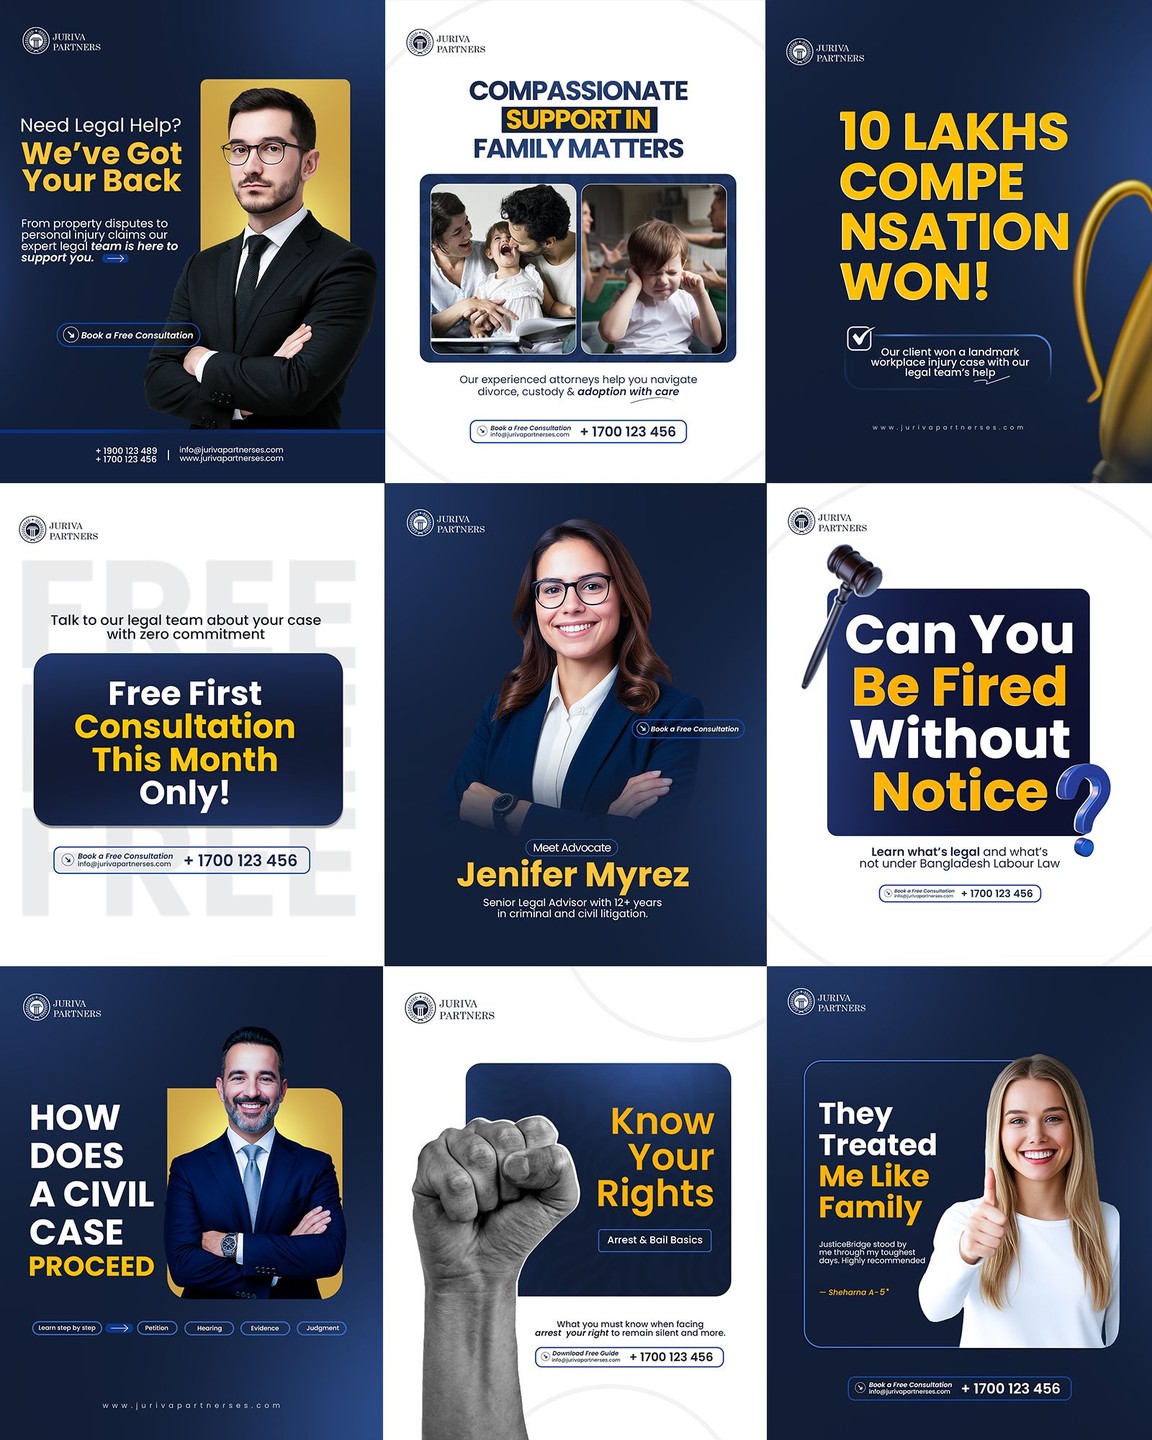 JURIVA
PARTNERS
Need Legal Help?
We've Got
Your Back
From property disputes to
personal injury claims our
expert legal team is here to
support you.
Book a Free Consultation
+ 1900 123 489
+ 1700 123 456
info@jurivapartnerses.com
www.jurivapartnerses.com
JURIVA
PARTNERS
COMPASSIONATE
SUPPORT IN
FAMILY MATTERS
Our experienced attorneys help you navigate
divorce, custody & adoption with care
Book a Free Consultation
info@jurivapartnerses.com
+ 1700 123 456
JURIVA
PARTNERS
10 LAKHS
COMPE
NSATION
WON!
Our client won a landmark
workplace injury case with our
legal team's help
www.jurivapartnerses.com
JURIVA
PARTNERS
FREE
Talk to our legal team about your case
with zero commitment
Free First
Consultation
This Month
Only!
Book a Free Consultation
info@jurivapartnerses.com
+ 1700 123 456
FREE
JURIVA
PARTNERS
Book a Free Consultation
Meet Advocate
Jenifer Myrez
Senior Legal Advisor with 12+ years
in criminal and civil litigation.
JURIVA
PARTNERS
Can You
Be Fired
Without
Notice
?
Learn what's legal and what's
not under Bangladesh Labour Law
Book a Free Consultation
info@jurivapartnerses.com
+ 1700 123 456
JURIVA
PARTNERS
HOW
DOES
A CIVIL
CASE
PROCEED
Learn step by step
Petition
Hearing
Evidence
Judgment
www.jurivapartnerses.com
JURIVA
PARTNERS
Know
Your
Rights
Arrest & Bail Basics
What you must know when facing
arrest your right to remain silent and more.
Download Free Guide
info@jurivapartnerses.com
+ 1700 123 456
JURIVA
PARTNERS
They
Treated
Me Like
Family
JusticeBridge stood by
me through my toughest
days. Highly recommended
— Sheharna A-5*
Book a Free Consultation
info@jurivapartnerses.com
+ 1700 123 456